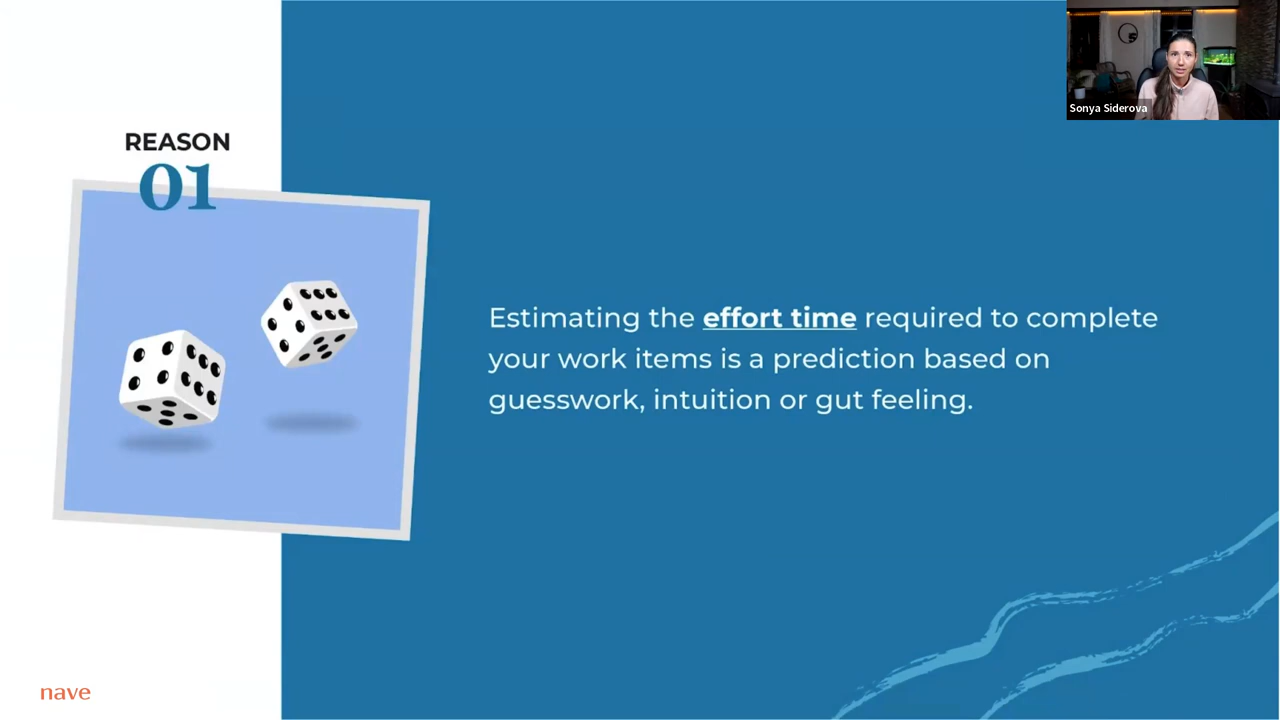 Sonya Siderova
REASON
01
Estimating the effort time required to complete
your work items is a prediction based on
guesswork, intuition or gut feeling.
nave